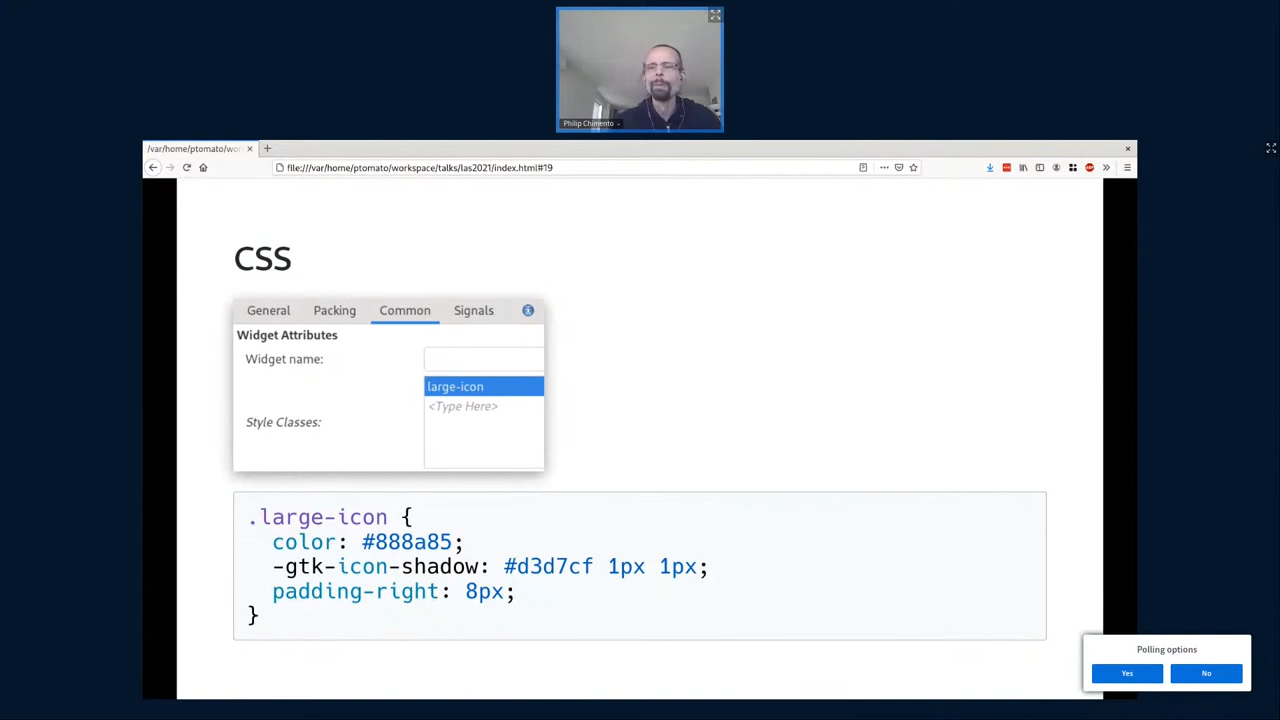 Philip Chimento
/var/home/ptomato/wor
file:///var/home/ptomato/workspace/talks/las2021/index.html#19
CSS
General Packing Common Signals
Widget Attributes
Widget name:
large-icon
<Type Here>
Style Classes:
.large-icon {
color: #888a85;
-gtk-icon-shadow: #d3d7cf 1px 1px;
padding-right: 8px;
}
Polling options
Yes No